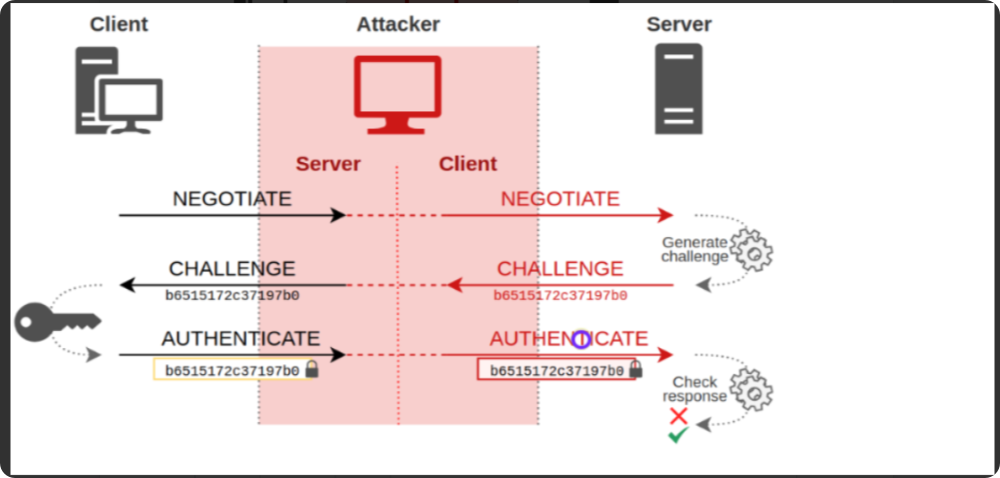 Client
Attacker
Server
Server
Client
NEGOTIATE
NEGOTIATE
Generate
challenge
CHALLENGE
CHALLENGE
b6515172c37197b0
b6515172c37197b0
AUTHENTICATE
AUTHENTICATE
b6515172c37197b0
b6515172c37197b0
Check
response